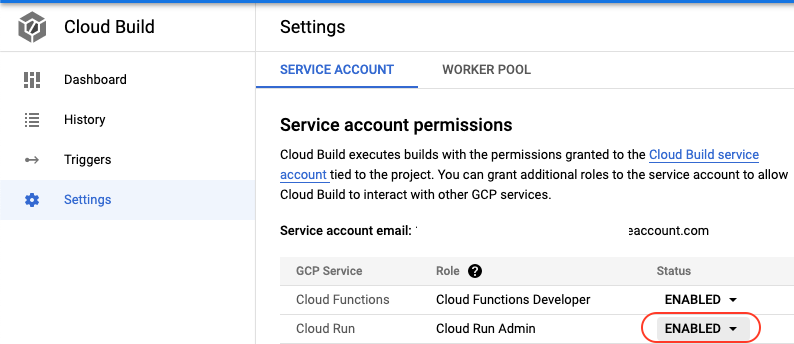 Cloud Build
Settings
Dashboard
History
Triggers
Settings
SERVICE ACCOUNT WORKER POOL
Service account permissions
Cloud Build executes builds with the permissions granted to the Cloud Build service
account tied to the project. You can grant additional roles to the service account to allow
Cloud Build to interact with other GCP services.
Service account email: eaccount.com
GCP Service Role ? Status
Cloud Functions Cloud Functions Developer ENABLED
Cloud Run Cloud Run Admin ENABLED